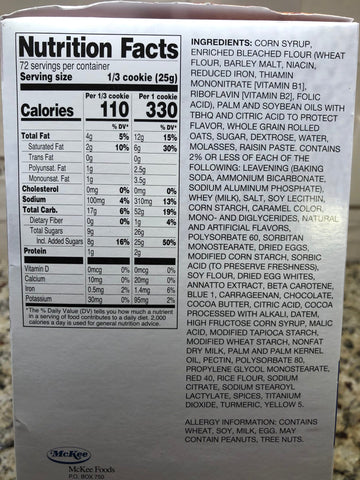 Nutrition Facts
72 servings per container
Serving size 1/3 cookie (25g)
Per 1/3 cookie Per 1 cookie
Calories 110 330
% DV* % DV*
Total Fat 4g 5% 12g 15%
Saturated Fat 2g 10% 6g 30%
Trans Fat 0g 0g
Polyunsat. Fat 1g 2.5g
Monounsat. Fat 1g 3.5g
Cholesterol 0mg 0% 0mg 0%
Sodium 100mg 4% 310mg 13%
Total Carb. 17g 6% 52g 19%
Dietary Fiber 0g 0% 1g 4%
Total Sugars 9g 26g
Incl. Added Sugars 8g 16% 25g 50%
Protein 1g 2g
Vitamin D 0mcg 0% 0mcg 0%
Calcium 10mg 0% 20mg 0%
Iron 0.5mg 2% 1.4mg 6%
Potassium 30mg 0% 95mg 2%
*The % Daily Value (DV) tells you how much a nutrient
in a serving of food contributes to a daily diet. 2,000
calories a day is used for general nutrition advice.
INGREDIENTS: CORN SYRUP,
ENRICHED BLEACHED FLOUR (WHEAT
FLOUR, BARLEY MALT, NIACIN,
REDUCED IRON, THIAMIN
MONONITRATE [VITAMIN B1],
RIBOFLAVIN [VITAMIN B2], FOLIC
ACID), PALM AND SOYBEAN OILS WITH
TBHQ AND CITRIC ACID TO PROTECT
FLAVOR, WHOLE GRAIN ROLLED
OATS, SUGAR, DEXTROSE, WATER,
MOLASSES, RAISIN PASTE. CONTAINS
2% OR LESS OF EACH OF THE
FOLLOWING: LEAVENING (BAKING
SODA, AMMONIUM BICARBONATE,
SODIUM ALUMINUM PHOSPHATE),
WHEY (MILK), SALT, SOY LECITHIN,
CORN STARCH, CARAMEL COLOR,
MONO- AND DIGLYCERIDES, NATURAL
AND ARTIFICIAL FLAVORS,
POLYSORBATE 60, SORBITAN
MONOSTEARATE, DRIED EGGS,
MODIFIED CORN STARCH, SORBIC
ACID (TO PRESERVE FRESHNESS),
SOY FLOUR, DRIED EGG WHITES,
ANNATTO EXTRACT, BETA CAROTENE,
BLUE 1, CARRAGEENAN, CHOCOLATE,
COCOA BUTTER, CITRIC ACID, COCOA
PROCESSED WITH ALKALI, DATEM,
HIGH FRUCTOSE CORN SYRUP, MALIC
ACID, MODIFIED TAPIOCA STARCH,
MODIFIED WHEAT STARCH, NONFAT
DRY MILK, PALM AND PALM KERNEL
OIL, PECTIN, POLYSORBATE 80,
PROPYLENE GLYCOL MONOSTEARATE,
RED 40, RICE FLOUR, SODIUM
CITRATE, SODIUM STEAROYL
LACTYLATE, SPICES, TITANIUM
DIOXIDE, TURMERIC, YELLOW 5.
ALLERGY INFORMATION: CONTAINS
WHEAT, SOY, MILK, EGG. MAY
CONTAIN PEANUTS, TREE NUTS.
McKee
McKee Foods
P.O. BOX 750